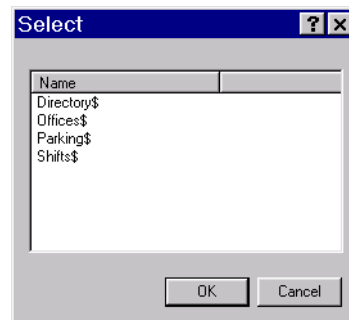 Select
Name
Directory$
Offices$
Parking$
Shifts$
OK Cancel